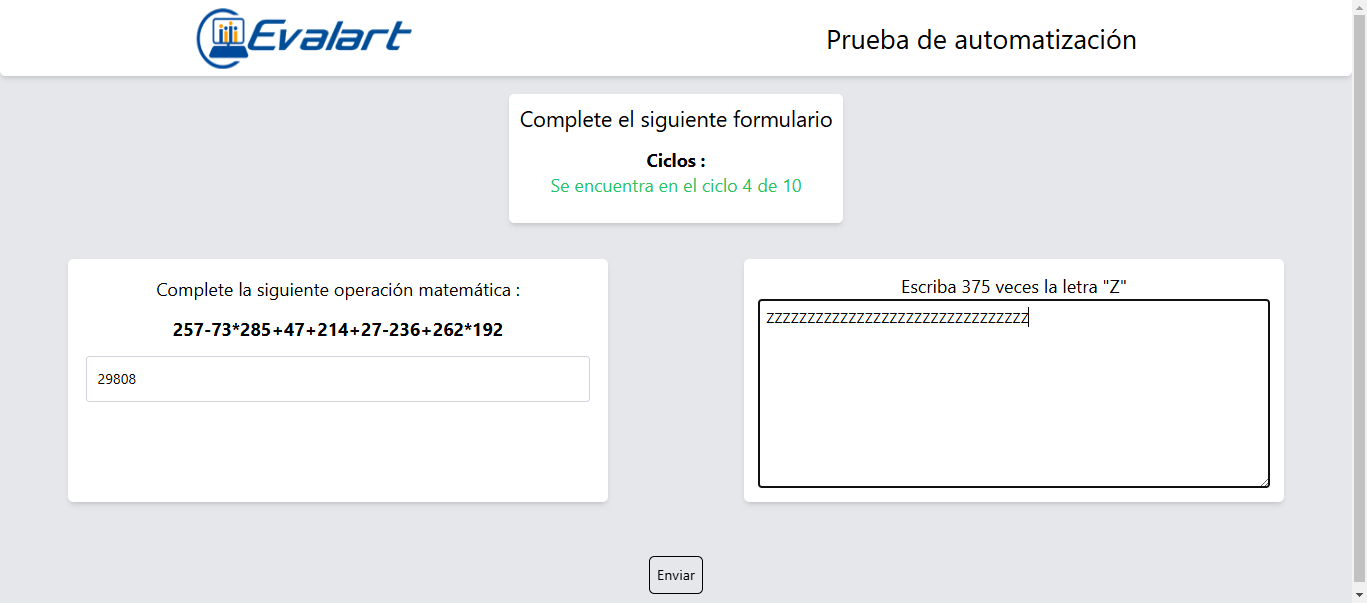 Evalart
Prueba de automatización
Complete el siguiente formulario
Ciclos :
Se encuentra en el ciclo 4 de 10
Complete la siguiente operación matemática :
257-73*285+47+214+27-236+262*192
29808
Escriba 375 veces la letra "Z"
ZZZZZZZZZZZZZZZZZZZZZZZZZZZZZZZZ
Enviar